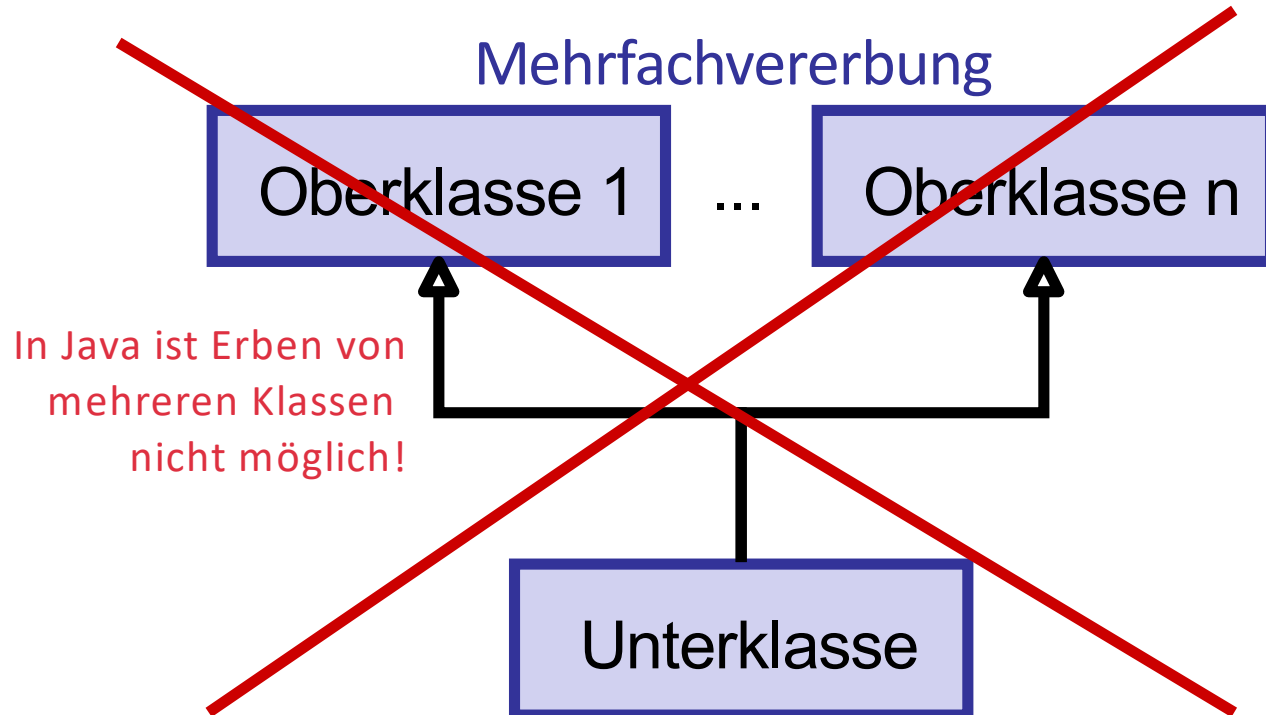 Mehrfachvererbung
Oberklasse 1 ... Oberklasse n
In Java ist Erben von
mehreren Klassen
nicht möglich!
Unterklasse